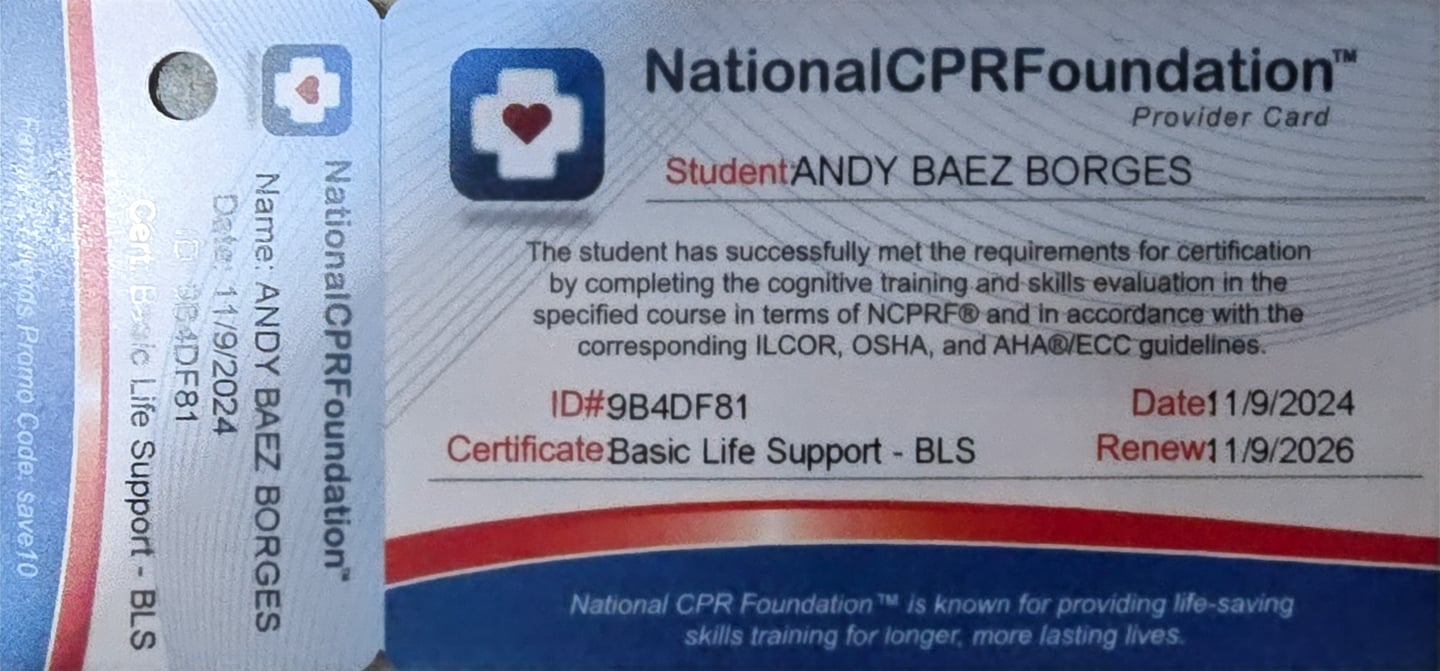 NationalCPRFoundation™
Provider Card
Student:ANDY BAEZ BORGES
The student has successfully met the requirements for certification
by completing the cognitive training and skills evaluation in the
specified course in terms of NCPRF® and in accordance with the
corresponding ILCOR, OSHA, and AHA®/ECC guidelines.
ID#9B4DF81
Date11/9/2024
Certificate:Basic Life Support - BLS
Renew:11/9/2026
National CPR Foundation™ is known for providing life-saving
skills training for longer, more lasting lives.
NationalCPRFoundation™
Name: ANDY BAEZ BORGES
Date: 11/9/2024
ID: 9B4DF81
Cert: Basic Life Support - BLS
Promo Code: save10